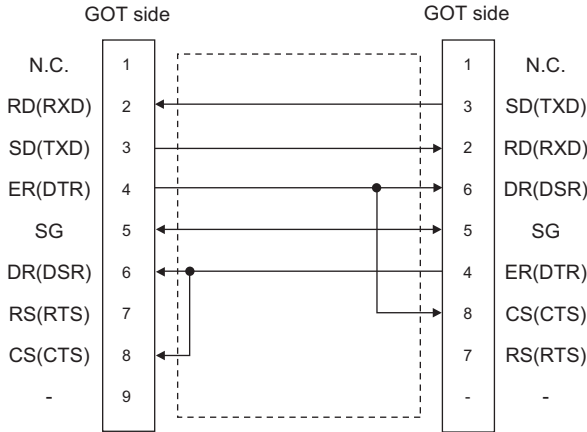 GOT side GOT side
N.C. 1 1 N.C.
RD(RXD) 2 3 SD(TXD)
SD(TXD) 3 2 RD(RXD)
ER(DTR) 4 6 DR(DSR)
SG 5 5 SG
DR(DSR) 6 4 ER(DTR)
RS(RTS) 7 8 CS(CTS)
CS(CTS) 8 7 RS(RTS)
- 9 - -